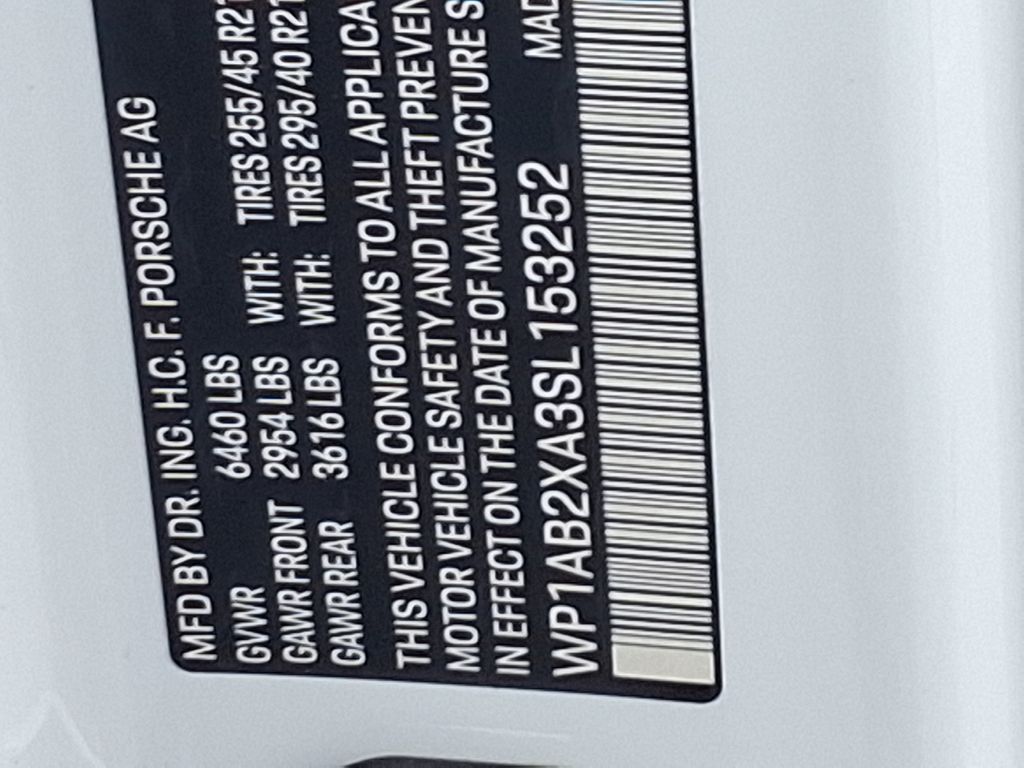 MFD BY DR. ING. H.C. F. PORSCHE AG
GVWR 6460 LBS
GAWR FRONT 2954 LBS WITH: TIRES 255/45 R21
GAWR REAR 3616 LBS WITH: TIRES 295/40 R21
THIS VEHICLE CONFORMS TO ALL APPLICA
MOTOR VEHICLE SAFETY AND THEFT PREVEN
IN EFFECT ON THE DATE OF MANUFACTURE S
WP1AB2XA3SL153252 MAD